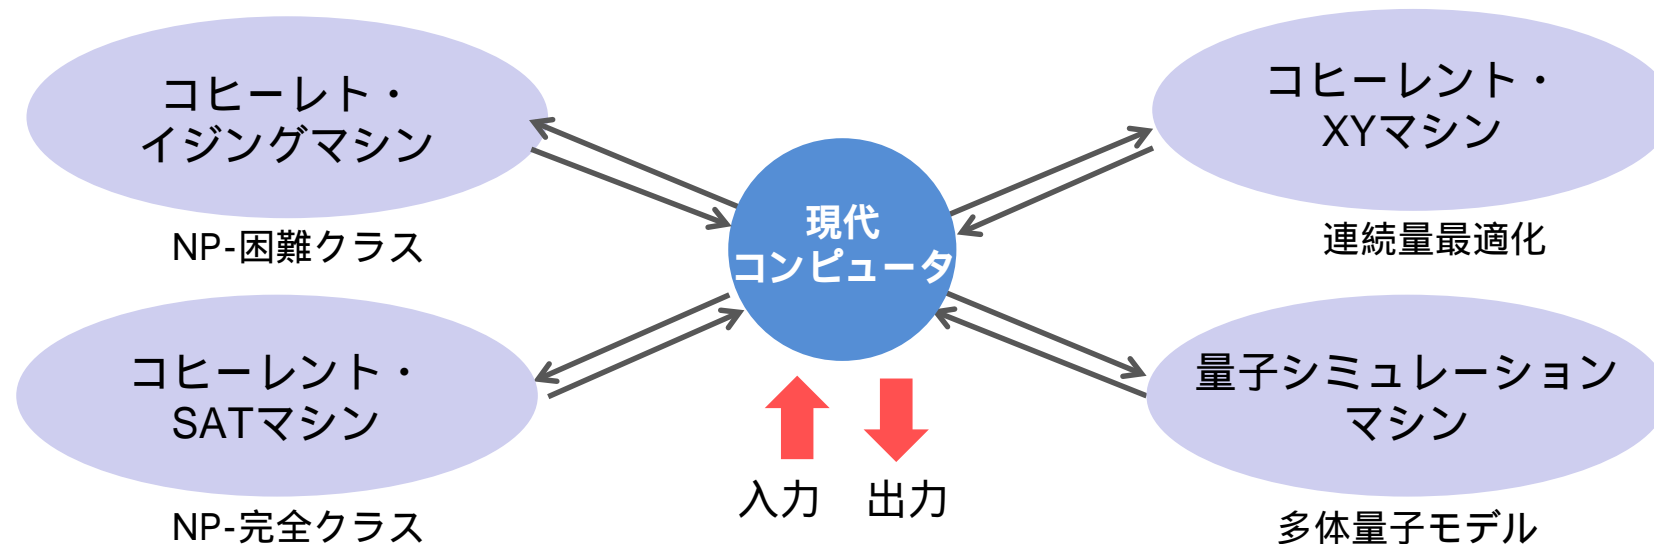 コヒーレト・
イジングマシン
NP-困難クラス
コヒーレント・
XYマシン
連続量最適化
現代
コンピュータ
コヒーレント・
SATマシン
NP-完全クラス
量子シミュレーション
マシン
多体量子モデル
入力 出力